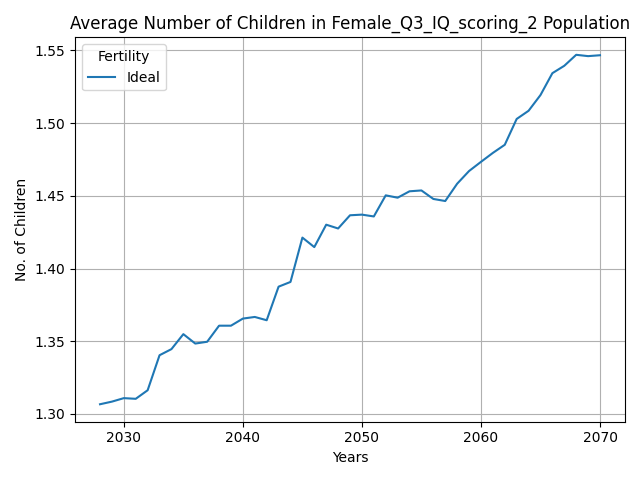 Average Number of Children in Female_Q3_IQ_scoring_2 Population
Fertility
Ideal
No. of Children
1.55
1.50
1.45
1.40
1.35
1.30
2030 2040 2050 2060 2070
Years